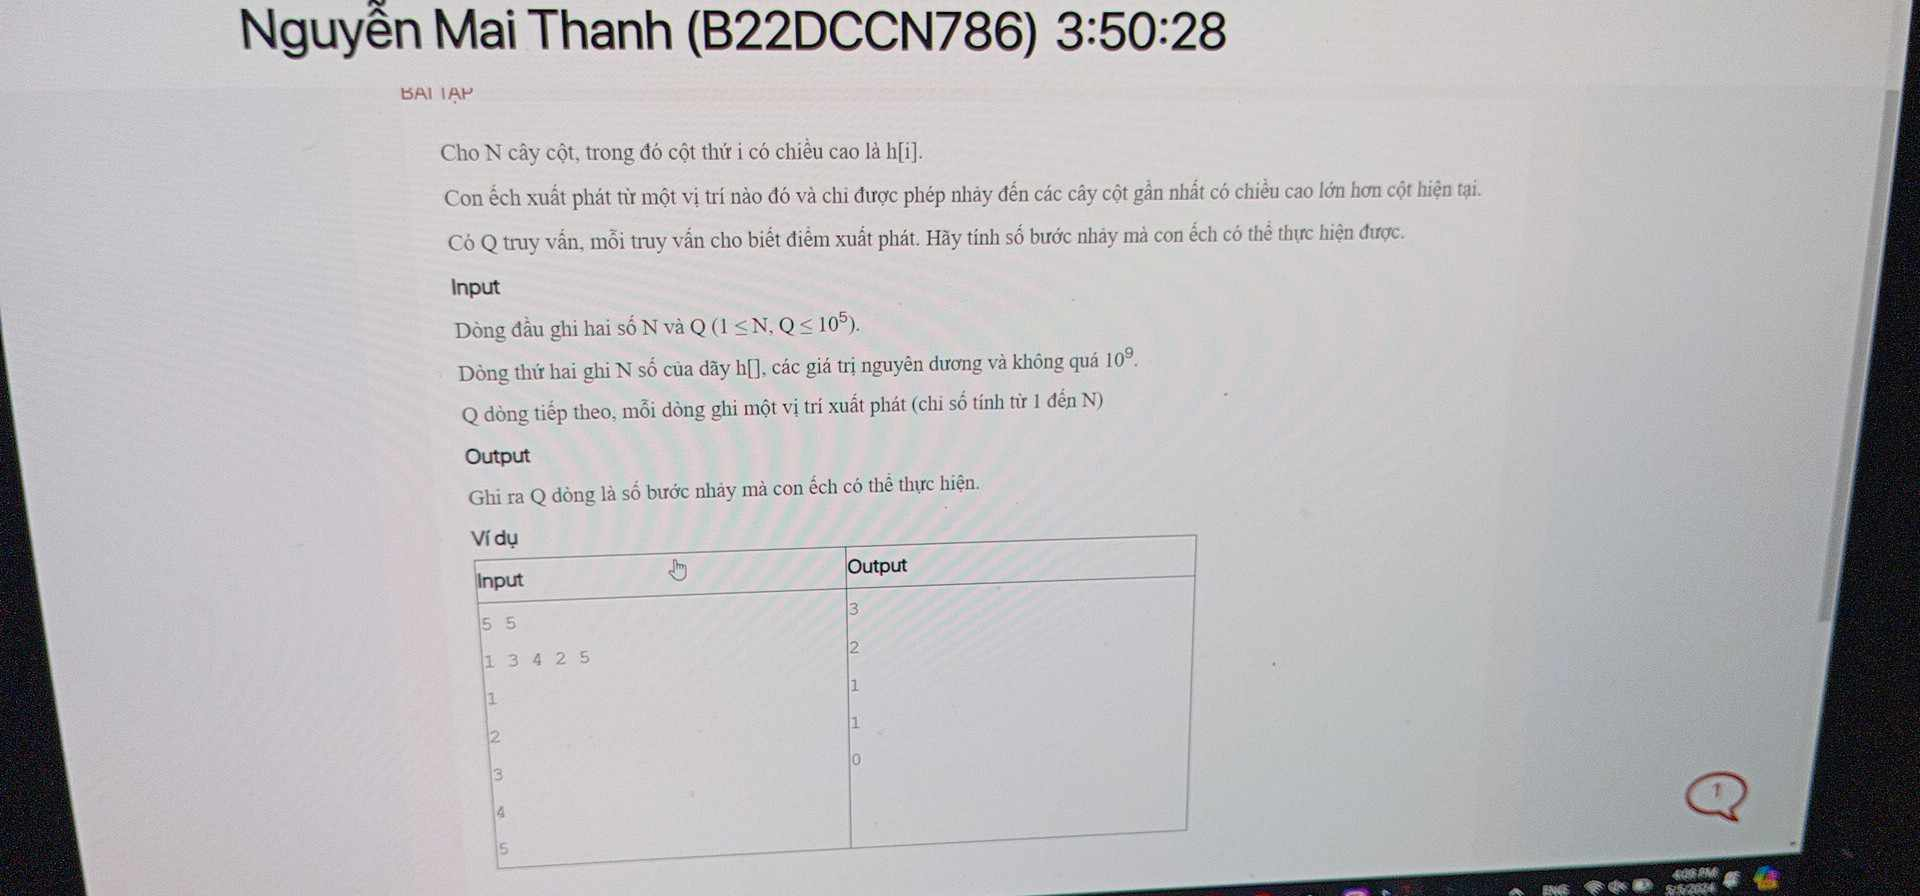 Nguyễn Mai Thanh (B22DCCN786) 3:50:28
BÀI TẬP
Cho N cây cột, trong đó cột thứ i có chiều cao là h[i].
Con ếch xuất phát từ một vị trí nào đó và chỉ được phép nhảy đến các cây cột gần nhất có chiều cao lớn hơn cột hiện tại.
Có Q truy vấn, mỗi truy vấn cho biết điểm xuất phát. Hãy tính số bước nhảy mà con ếch có thể thực hiện được.
Input
Dòng đầu ghi hai số N và Q (1 ≤ N, Q ≤ 10⁵).
Dòng thứ hai ghi N số của dãy h[], các giá trị nguyên dương và không quá 10⁹.
Q dòng tiếp theo, mỗi dòng ghi một vị trí xuất phát (chỉ số tính từ 1 đến N)
Output
Ghi ra Q dòng là số bước nhảy mà con ếch có thể thực hiện.
Ví dụ
Input
5 5
1 3 4 2 5
1
2
3
4
5
Output
3
2
1
1
0
1
ENG
4:09 PM
5/5/2024